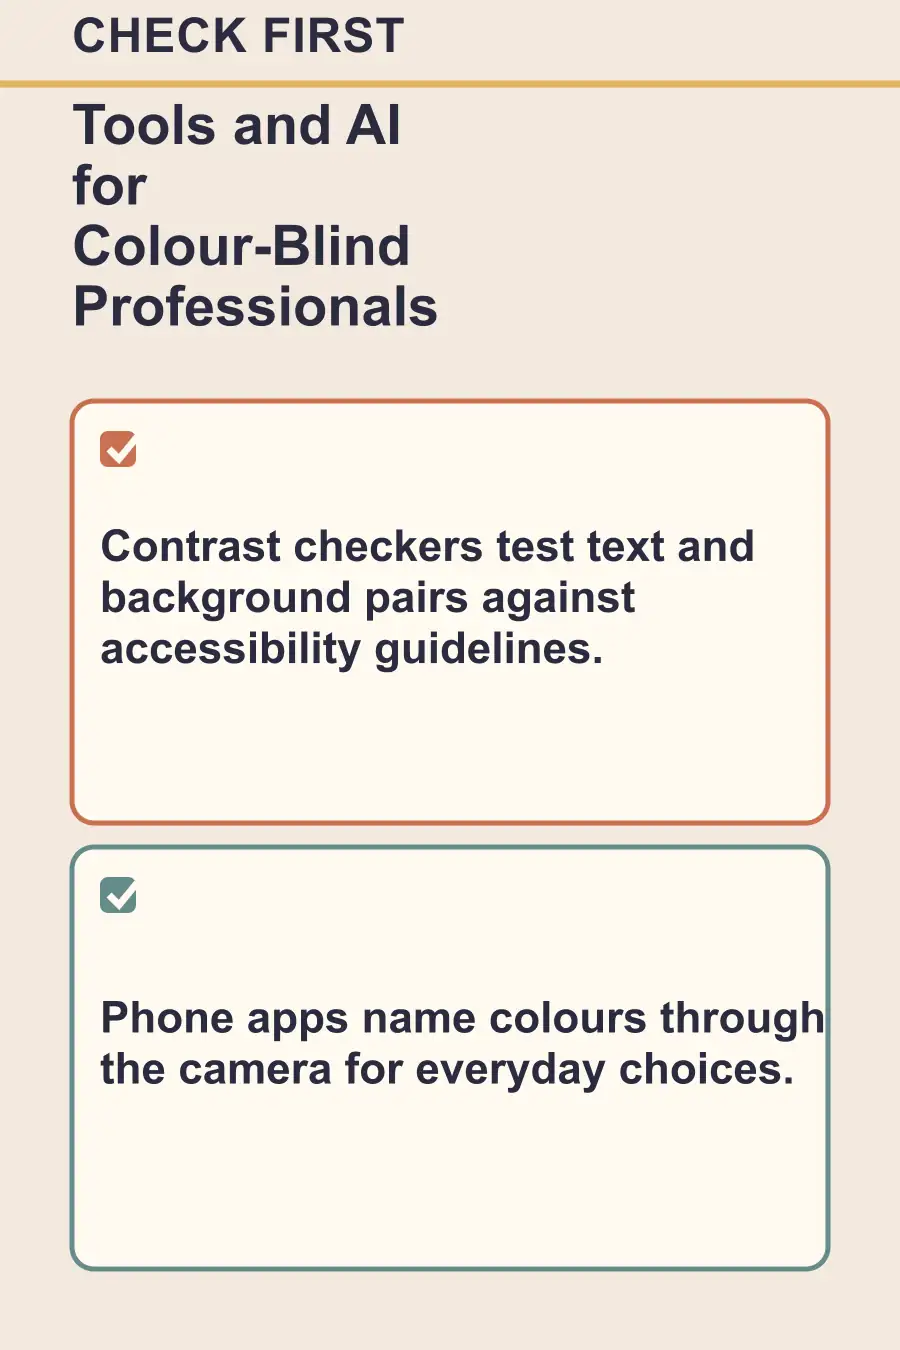 CHECK FIRST
Tools and AI
for
Colour-Blind
Professionals
Contrast checkers test text and
background pairs against
accessibility guidelines.
Phone apps name colours through
the camera for everyday choices.